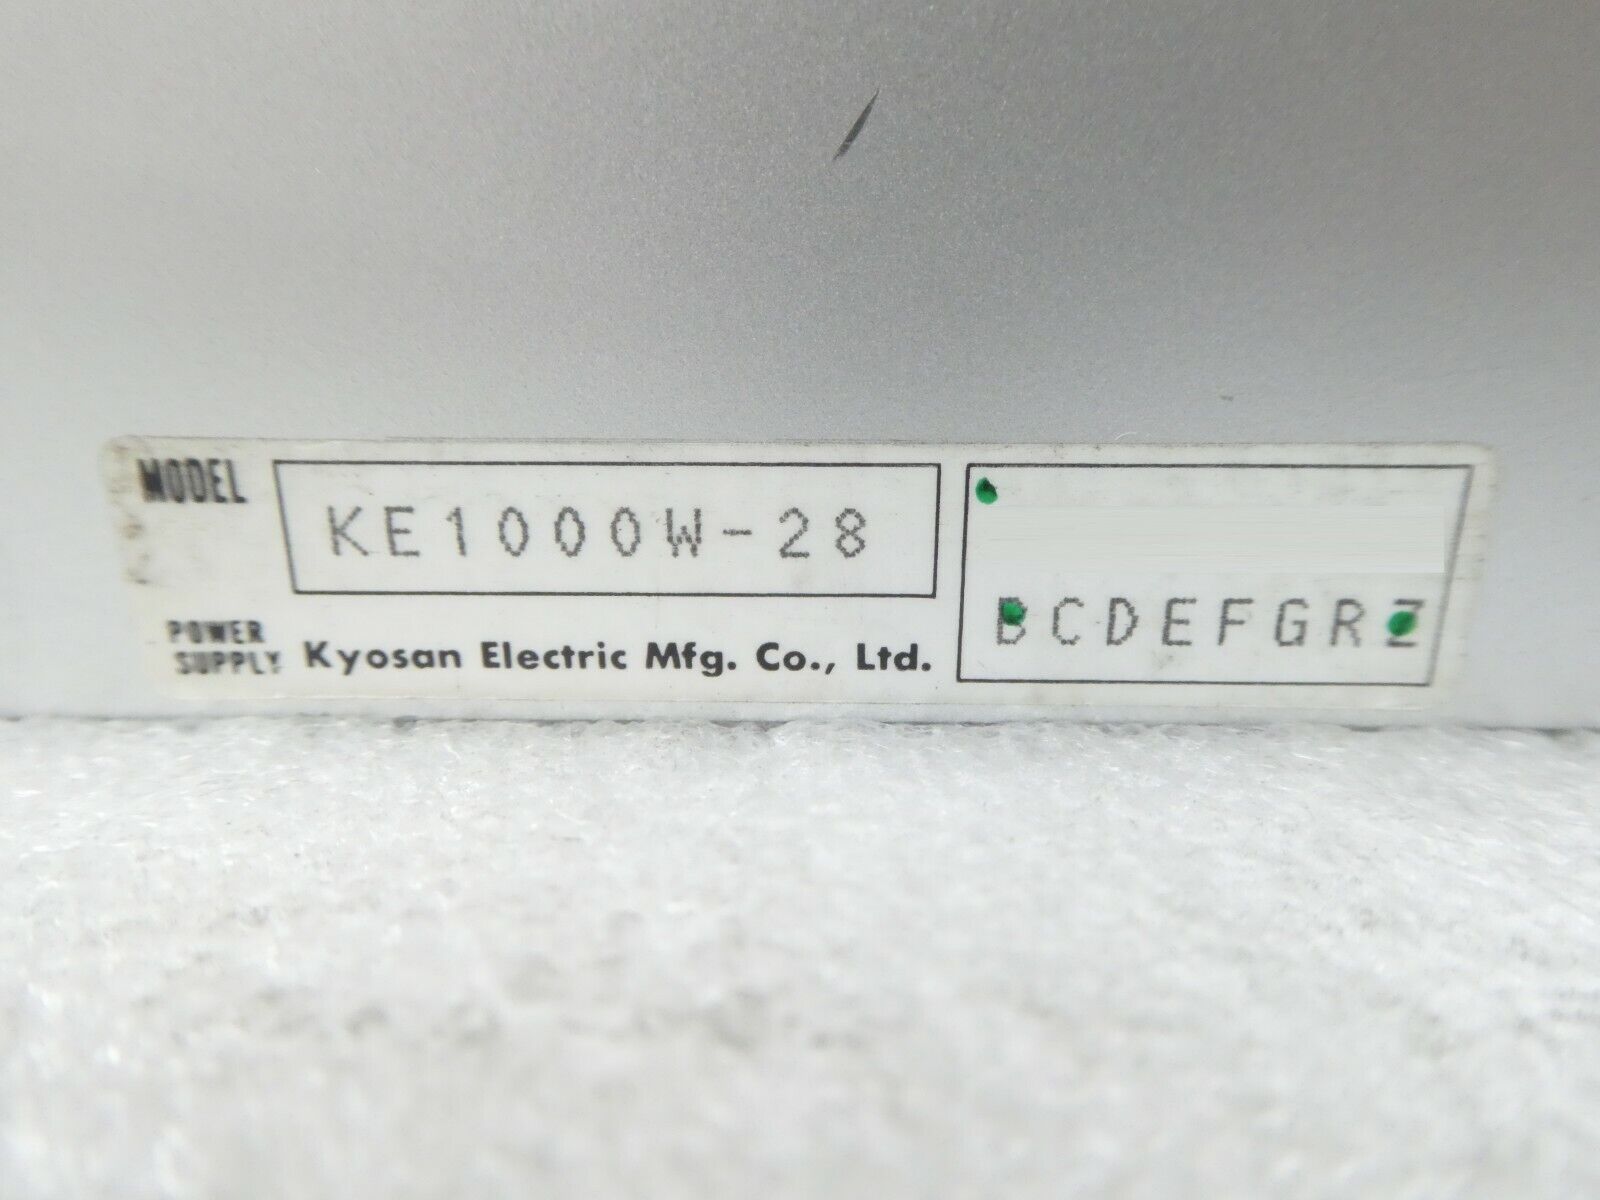 MODEL KE1000W-28
BCDEFGRZ
POWER
SUPPLY Kyosan Electric Mfg. Co., Ltd.